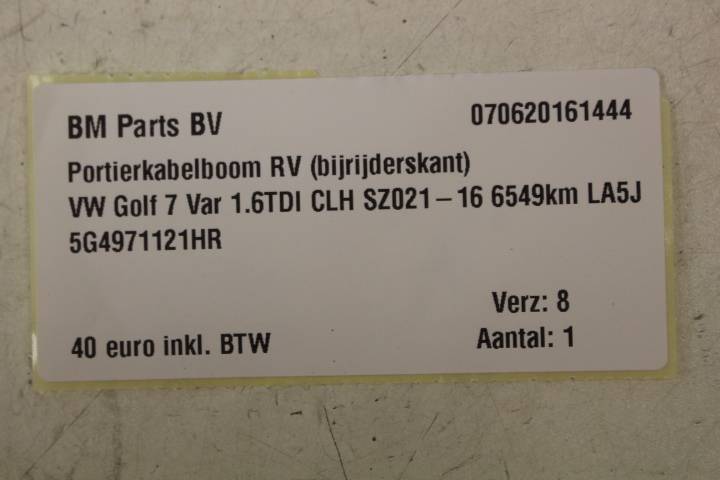 BM Parts BV 070620161444
Portierkabelboom RV (bijrijderskant)
VW Golf 7 Var 1.6TDI CLH SZ021-16 6549km LA5J
5G4971121HR
Verz: 8
40 euro inkl. BTW Aantal: 1